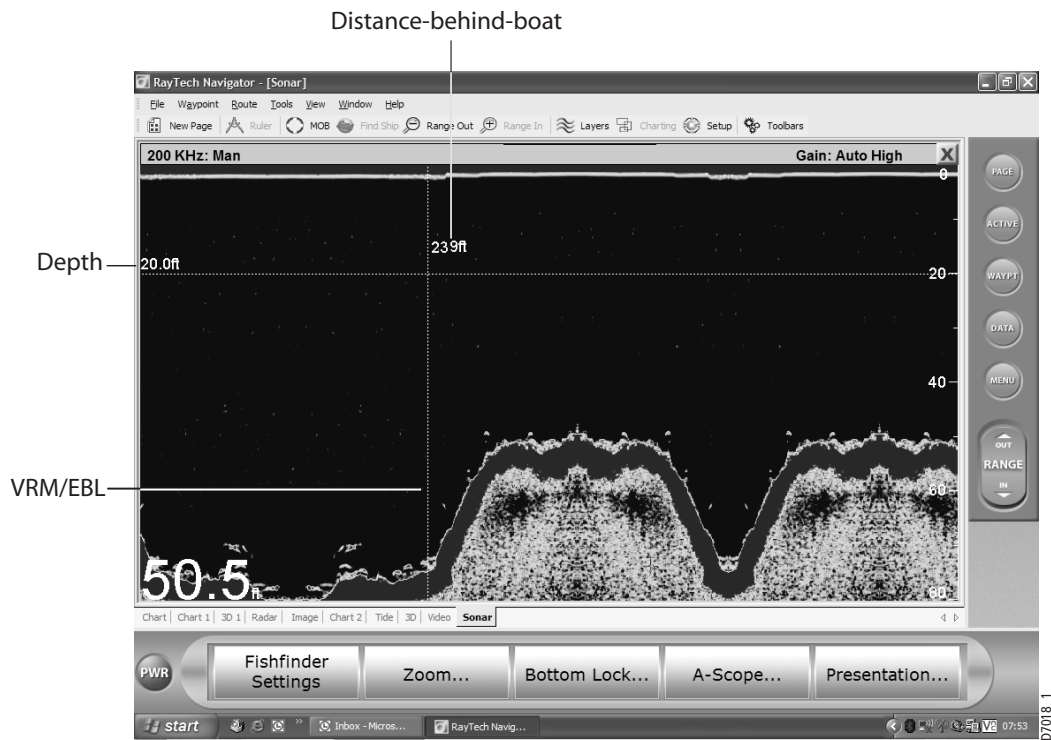 Distance-behind-boat
RayTech Navigator - [Sonar]
File Waypoint Route Tools View Window Help
New Page Ruler MOB Find Ship Range Out Range In Layers Charting Setup Toolbars
200 KHz: Man Gain: Auto High X
0
PAGE
ACTIVE
239ft
Depth
20.0ft
20
WAYPT
DATA
40
MENU
OUT
RANGE
IN
VRM/EBL
60
50.5ft
80
Chart Chart 1 3D 1 Radar Image Chart 2 Tide 3D Video Sonar
PWR
Fishfinder
Settings
Zoom...
Bottom Lock...
A-Scope...
Presentation...
start
Inbox - Micros...
RayTech Navig...
07:53
D7018_1